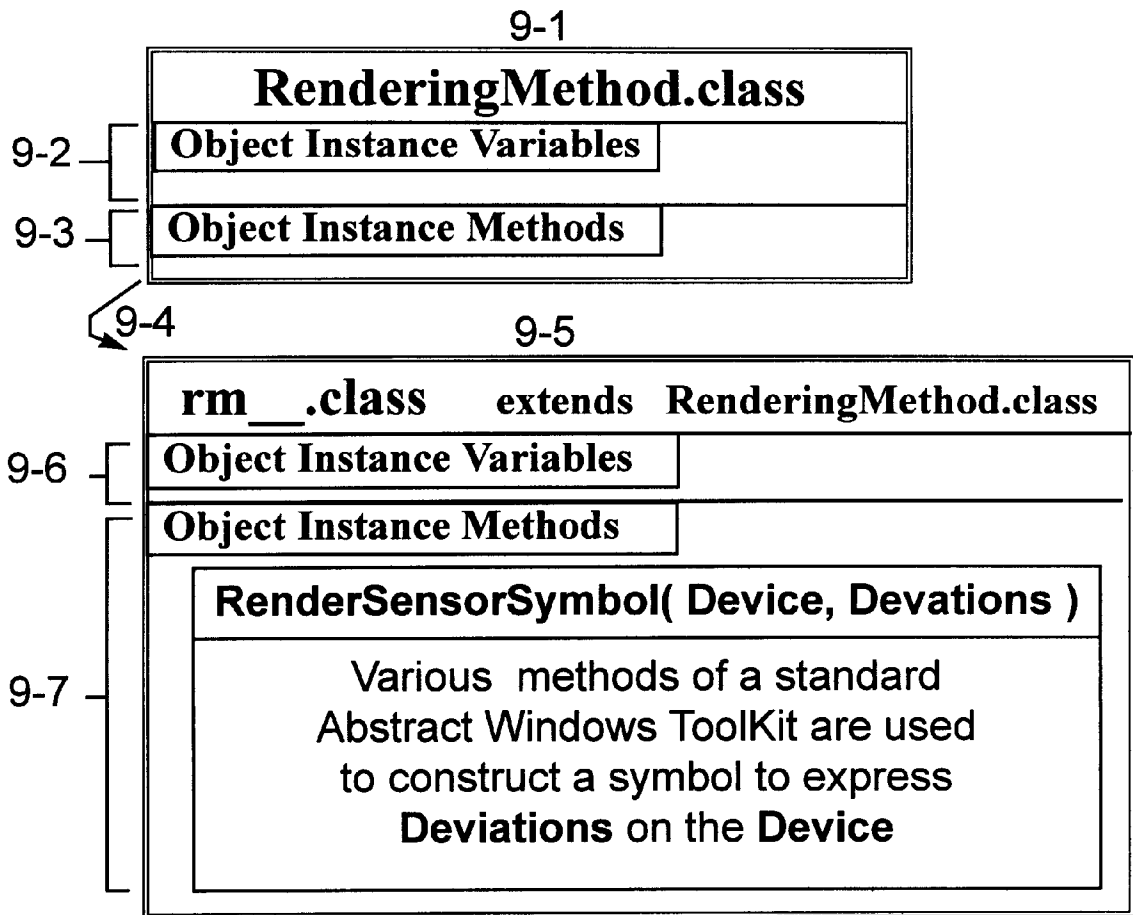 9-1
RenderingMethod.class
9-2
Object Instance Variables
9-3
Object Instance Methods
9-4
9-5
rm__.class extends RenderingMethod.class
9-6
Object Instance Variables
Object Instance Methods
RenderSensorSymbol( Device, Devations )
9-7
Various methods of a standard
Abstract Windows ToolKit are used
to construct a symbol to express
Deviations on the Device